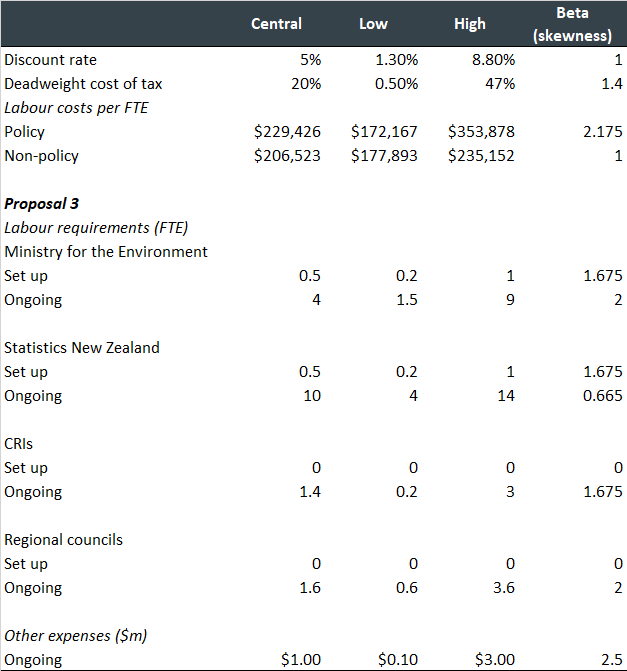 Central Low High Beta (skewness)
Discount rate 5% 1.30% 8.80% 1
Deadweight cost of tax 20% 0.50% 47% 1.4
Labour costs per FTE
Policy $229,426 $172,167 $353,878 2.175
Non-policy $206,523 $177,893 $235,152 1
Proposal 3
Labour requirements (FTE)
Ministry for the Environment
Set up 0.5 0.2 1 1.675
Ongoing 4 1.5 9 2
Statistics New Zealand
Set up 0.5 0.2 1 1.675
Ongoing 10 4 14 0.665
CRIs
Set up 0 0 0 0
Ongoing 1.4 0.2 3 1.675
Regional councils
Set up 0 0 0 0
Ongoing 1.6 0.6 3.6 2
Other expenses ($m)
Ongoing $1.00 $0.10 $3.00 2.5